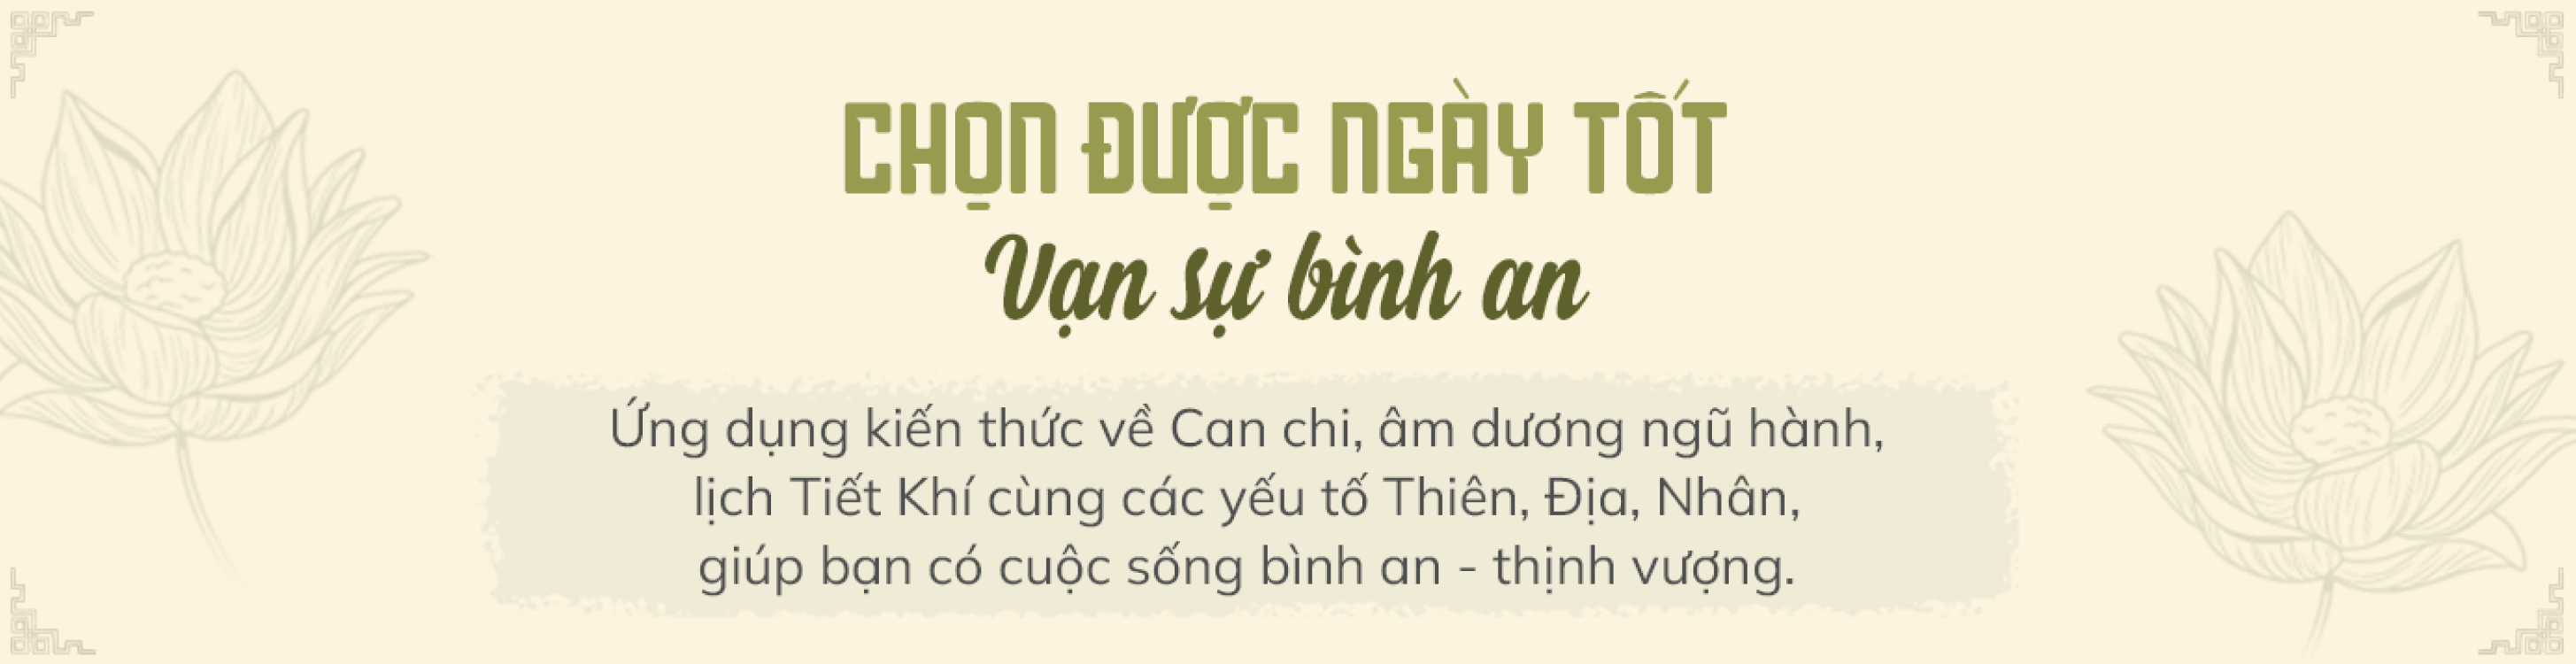 CHỌN ĐƯỢC NGÀY TỐT
Vạn sự bình an
Ứng dụng kiến thức về Can chi, âm dương ngũ hành,
lịch Tiết Khí cùng các yếu tố Thiên, Địa, Nhân,
giúp bạn có cuộc sống bình an - thịnh vượng.